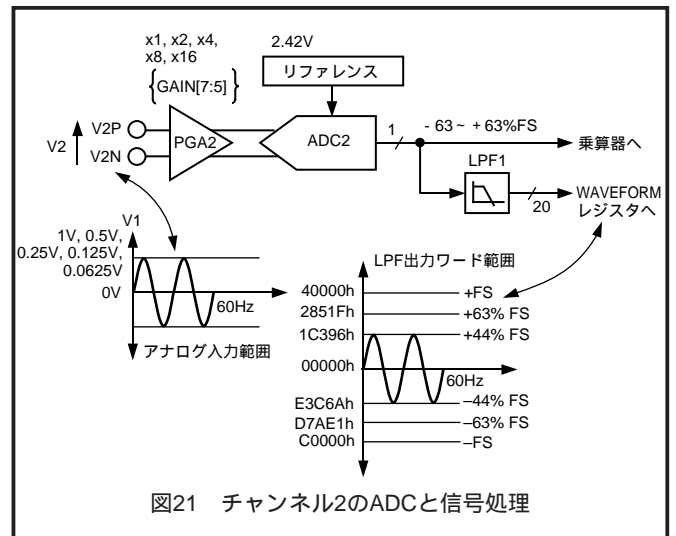 x1, x2, x4,
x8, x16
{GAIN[7:5]}
2.42V
リファレンス
V2
V2P
V2N
PGA2
ADC2
1
- 63 ~ + 63%FS
乗算器へ
LPF1
20
WAVEFORM
レジスタへ
V1
1V, 0.5V,
0.25V, 0.125V,
0.0625V
0V
60Hz
アナログ入力範囲
LPF出力ワード範囲
40000h +FS
2851Fh +63% FS
1C396h +44% FS
00000h
60Hz
E3C6Ah –44% FS
D7AE1h –63% FS
C0000h –FS
図21 チャンネル2のADCと信号処理